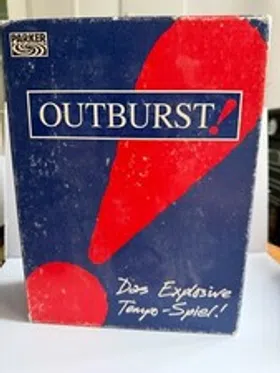 PARKER
OUTBURST!
Das Explosive
Tempo-Spiel!